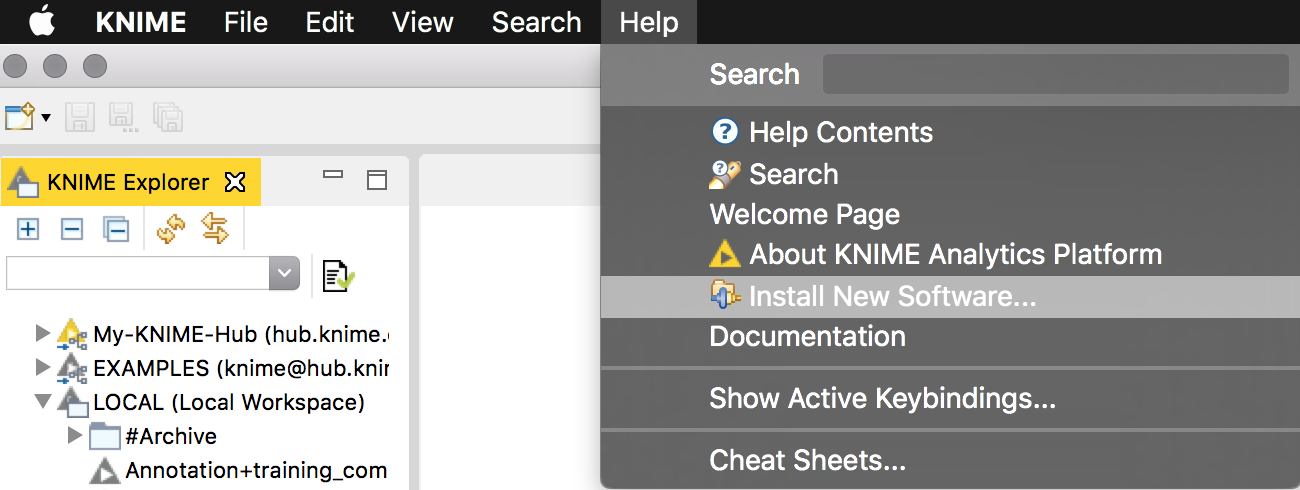 KNIME File Edit View Search Help
Search
Help Contents
Search
Welcome Page
About KNIME Analytics Platform
Install New Software...
Documentation
Show Active Keybindings...
Cheat Sheets...
KNIME Explorer
My-KNIME-Hub (hub.knime.
EXAMPLES (knime@hub.knir
LOCAL (Local Workspace)
#Archive
Annotation+training_com